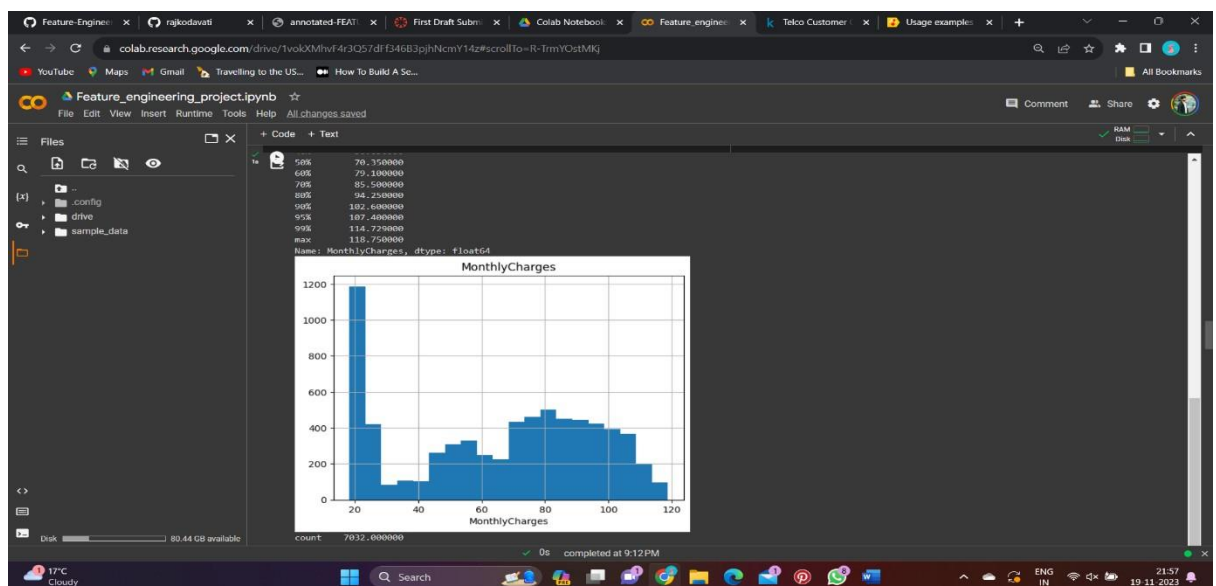 Feature-Engineer
rajkodavati
annotated-FEAT
First Draft Subm
Colab Notebook
Feature_enginee
Telco Customer
Usage examples
colab.research.google.com/drive/1vokXMhvF4r3Q57dFf346B3pjhNcmY14z#scrollTo=R-TrmYOstMKj
YouTube Maps Gmail Travelling to the US... How To Build A Se... All Bookmarks
CO Feature_engineering_project.ipynb
Comment Share
File Edit View Insert Runtime Tools Help All changes saved
Files
+ Code + Text
RAM
Disk
..
.config
drive
sample_data
{x}
1s
50% 70.350000
60% 79.100000
70% 85.500000
80% 94.250000
90% 102.600000
95% 107.400000
99% 114.729000
max 118.750000
Name: MonthlyCharges, dtype: float64
MonthlyCharges
1200
1000
800
600
400
200
0
20 40 60 80 100 120
MonthlyCharges
count 7032.000000
Disk 80.44 GB available
0s completed at 9:12PM
17°C
Cloudy
Search
ENG
IN
21:57
19-11-2023